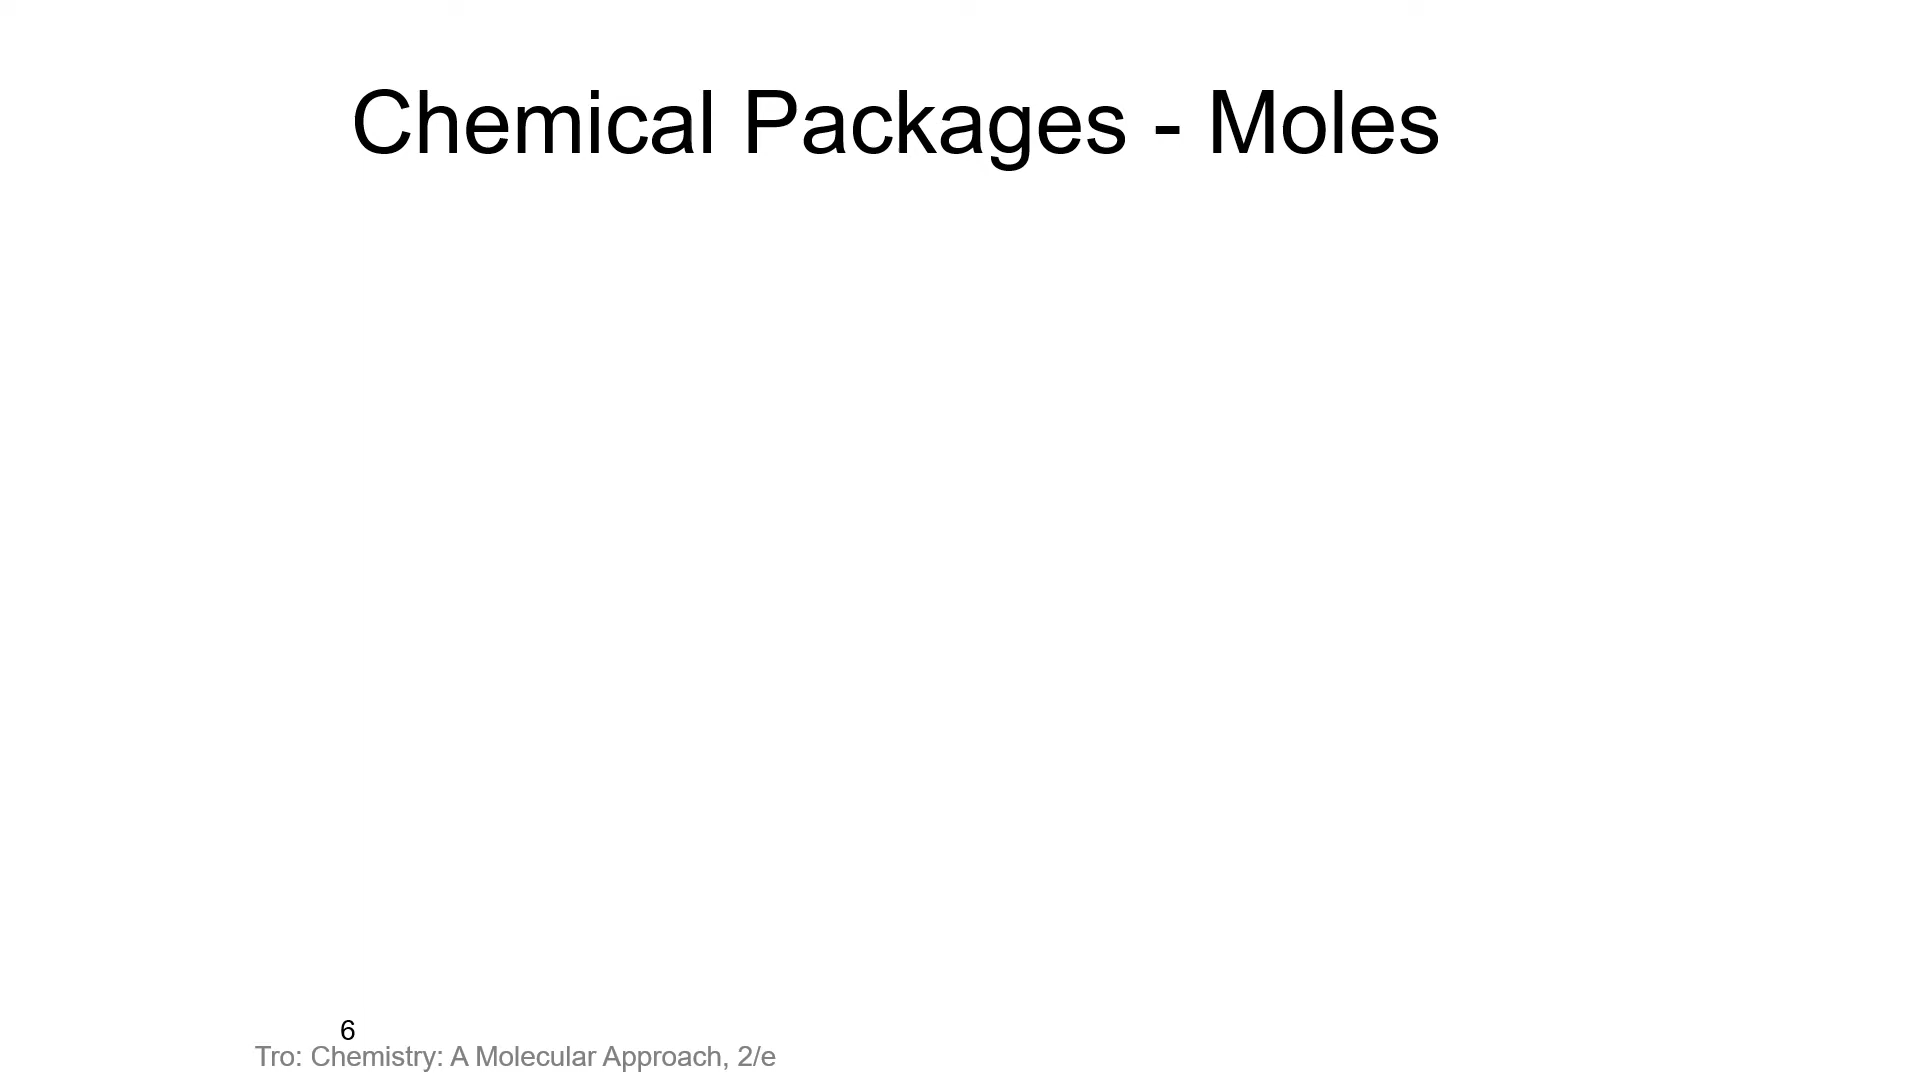 Chemical Packages - Moles
6
Tro: Chemistry: A Molecular Approach, 2/e